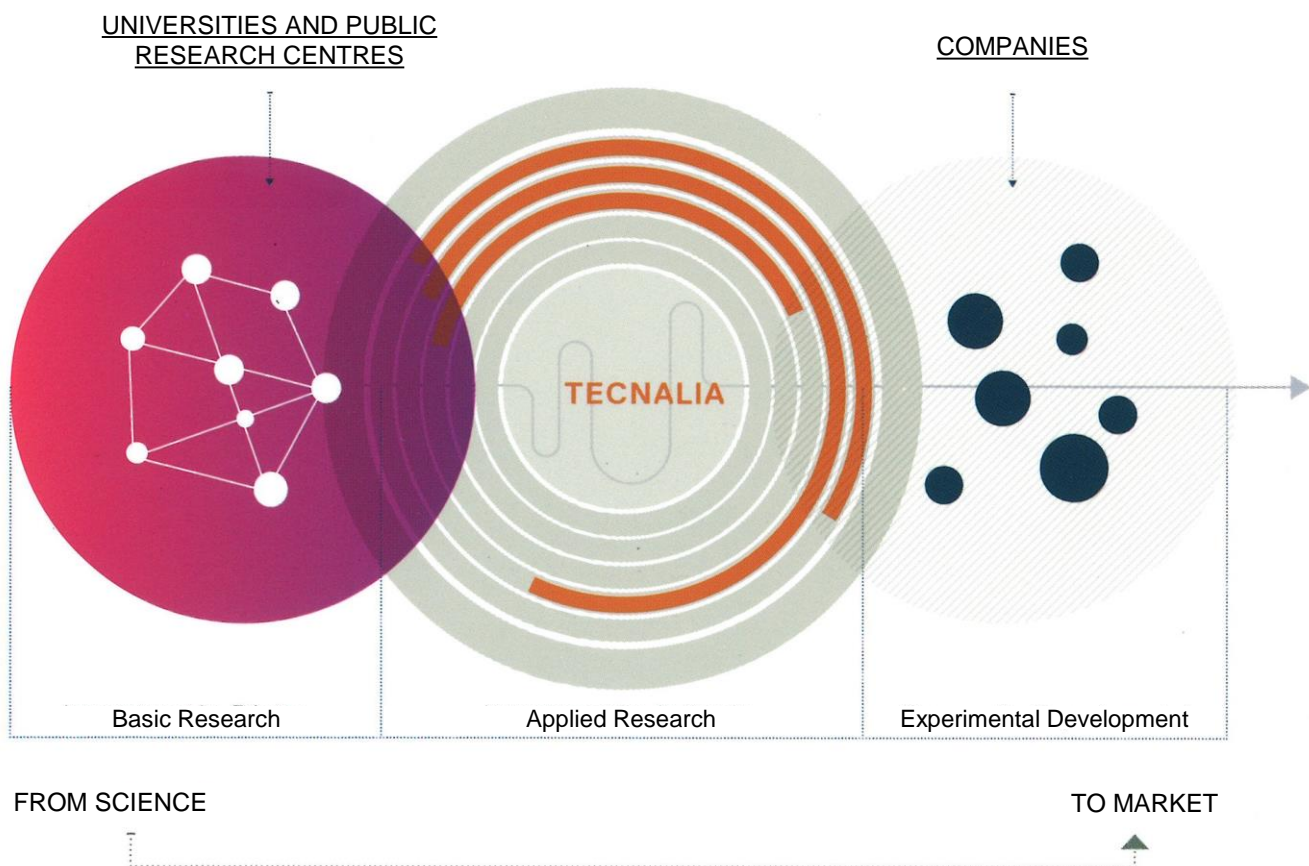 UNIVERSITIES AND PUBLIC
RESEARCH CENTRES
COMPANIES
TECNALIA
Basic Research
Applied Research
Experimental Development
FROM SCIENCE
TO MARKET